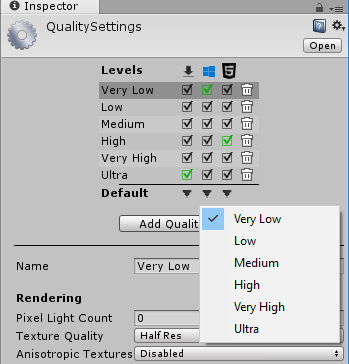 Inspector
QualitySettings
Open
Levels
Very Low
Low
Medium
High
Very High
Ultra
Default
Add Qualit
Very Low
Low
Medium
High
Very High
Ultra
Name Very Low
Rendering
Pixel Light Count 0
Texture Quality Half Res
Anisotropic Textures Disabled